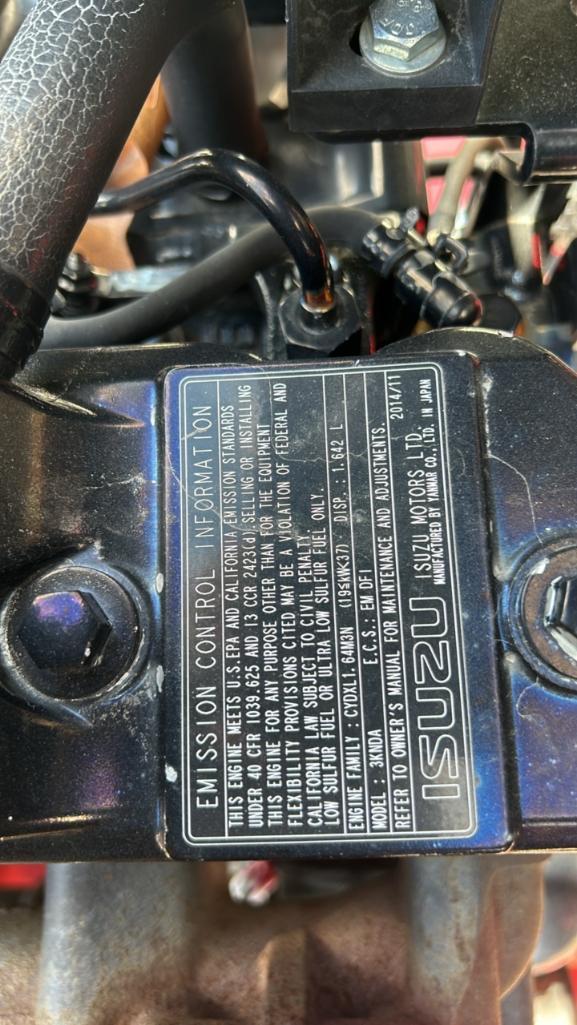 EMISSION CONTROL INFORMATION
THIS ENGINE MEETS U.S.EPA AND CALIFORNIA EMISSION STANDARDS
UNDER 40 CFR 1039.625 AND 13 CCR 2423(d).SELLING OR INSTALLING
THIS ENGINE FOR ANY PURPOSE OTHER THAN FOR THE EQUIPMENT
FLEXIBILITY PROVISIONS CITED MAY BE A VIOLATION OF FEDERAL AND
CALIFORNIA LAW SUBJECT TO CIVIL PENALTY.
LOW SULFUR FUEL OR ULTRA LOW SULFUR FUEL ONLY.
ENGINE FAMILY : CYDXL1.64M3N (19≤kW<37) DISP. : 1.642 L
MODEL : 3KNDA E.C.S.: EM DFI
REFER TO OWNER'S MANUAL FOR MAINTENANCE AND ADJUSTMENTS. 2014/11
ISUZU ISUZU MOTORS LTD.
MANUFACTURED BY YANMAR CO., LTD. IN JAPAN